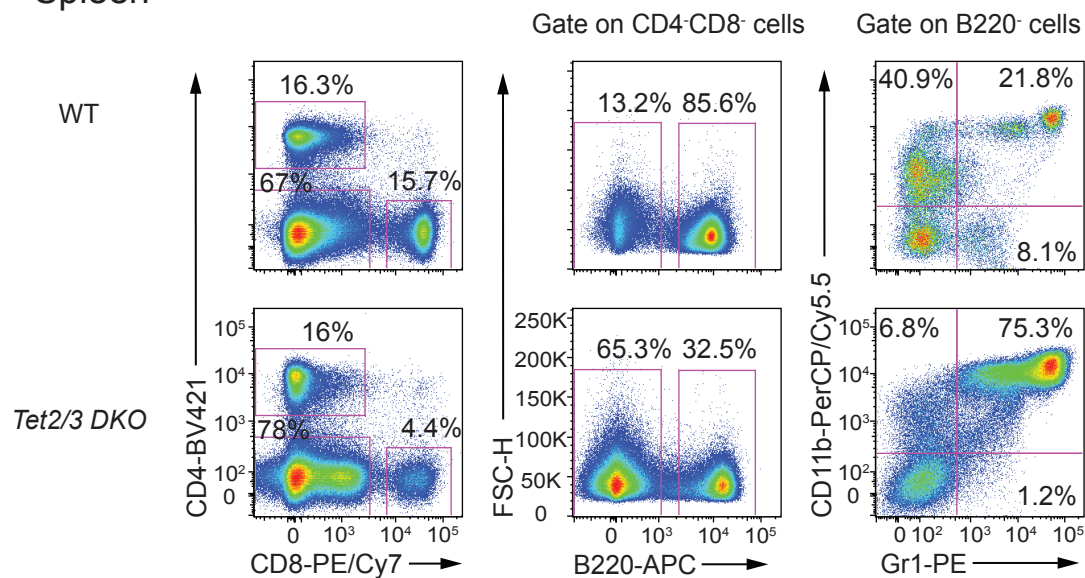 Spleen
Gate on CD4-CD8- cells
Gate on B220- cells
WT
16.3%
67%
15.7%
13.2%
85.6%
40.9%
21.8%
8.1%
Tet2/3 DKO
CD4-BV421
10⁵
10⁴
10³
10²
0
16%
78%
4.4%
0
10³
10⁴
10⁵
CD8-PE/Cy7
FSC-H
250K
200K
150K
100K
50K
0
65.3%
32.5%
0
10³
10⁴
10⁵
B220-APC
CD11b-PerCP/Cy5.5
10⁵
10⁴
10³
10²
0
6.8%
75.3%
1.2%
0
10²
10³
10⁴
10⁵
Gr1-PE